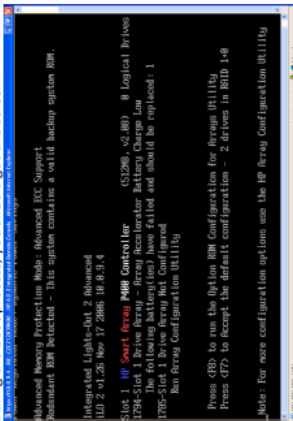 Advanced Memory Protection Mode: Advanced ECC Support
Redundant ROM Detected - This system contains a valid backup system ROM.
Integrated Lights-Out 2 Advanced
iLO 2 v1.26 Nov 17 2006 10.0.9.4
Slot 1 HP Smart Array P400 Controller (512MB, v2.08) 0 Logical Drives
1794-Slot 1 Drive Array - Array Accelerator Battery Charge Low
The following battery(ies) have failed and should be replaced: 1
1785-Slot 1 Drive Array Not Configured
Run Array Configuration Utility
Press <F8> to run the Option ROM Configuration for Arrays Utility
Press <F7> to Accept the default configuration - 2 drives in RAID 1+0
Note: For more configuration options use the HP Array Configuration Utility